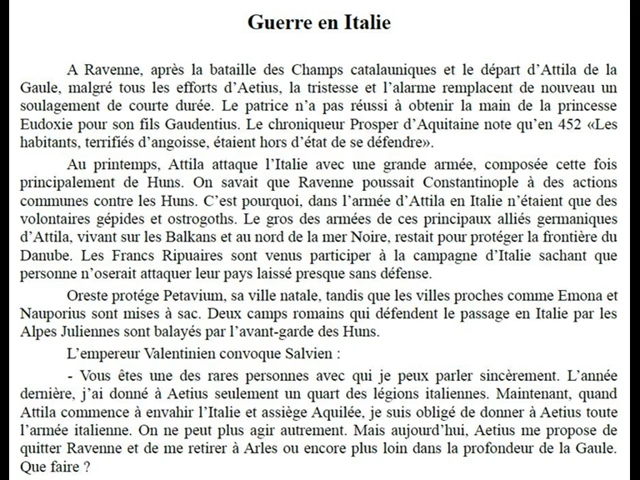 Guerre en Italie
A Ravenne, après la bataille des Champs catalauniques et le départ d’Attila de la
Gaule, malgré tous les efforts d’Aetius, la tristesse et l’alarme remplacent de nouveau un
soulagement de courte durée. Le patrice n’a pas réussi à obtenir la main de la princesse
Eudoxie pour son fils Gaudentius. Le chroniqueur Prosper d’Aquitaine note qu’en 452 «Les
habitants, terrifiés d’angoisse, étaient hors d’état de se défendre».
Au printemps, Attila attaque l’Italie avec une grande armée, composée cette fois
principalement de Huns. On savait que Ravenne poussait Constantinople à des actions
communes contre les Huns. C’est pourquoi, dans l’armée d’Attila en Italie n’étaient que des
volontaires gépides et ostrogoths. Le gros des armées de ces principaux alliés germaniques
d’Attila, vivant sur les Balkans et au nord de la mer Noire, restait pour protéger la frontière du
Danube. Les Francs Ripuaires sont venus participer à la campagne d’Italie sachant que
personne n’oserait attaquer leur pays laissé presque sans défense.
Oreste protége Petavium, sa ville natale, tandis que les villes proches comme Emona et
Nauporius sont mises à sac. Deux camps romains qui défendent le passage en Italie par les
Alpes Juliennes sont balayés par l’avant-garde des Huns.
L’empereur Valentinien convoque Salvien :
- Vous êtes une des rares personnes avec qui je peux parler sincèrement. L’année
dernière, j’ai donné à Aetius seulement un quart des légions italiennes. Maintenant, quand
Attila commence à envahir l’Italie et assiège Aquilée, je suis obligé de donner à Aetius toute
l’armée italienne. On ne peut plus agir autrement. Mais aujourd’hui, Aetius me propose de
quitter Ravenne et de me retirer à Arles ou encore plus loin dans la profondeur de la Gaule.
Que faire ?